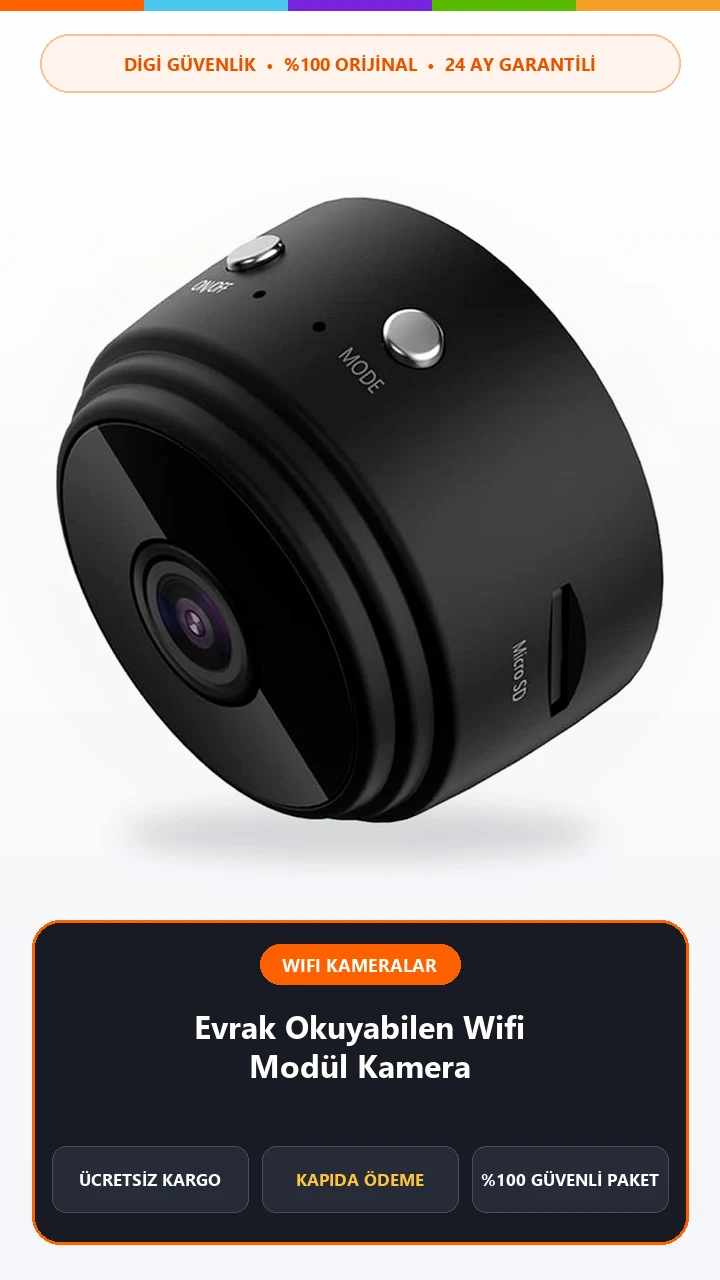 DİGİ GÜVENLİK • %100 ORİJİNAL • 24 AY GARANTİLİ
ON/OFF
MODE
Micro SD
WIFI KAMERALAR
Evrak Okuyabilen Wifi
Modül Kamera
ÜCRETSİZ KARGO
KAPIDA ÖDEME
%100 GÜVENLİ PAKET